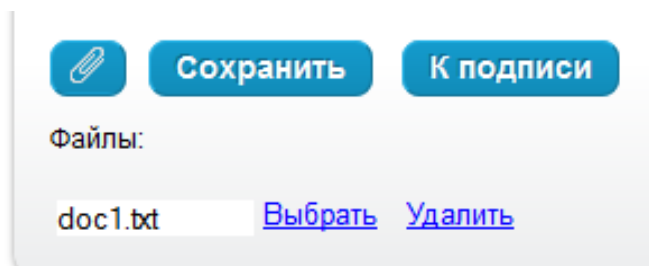 Сохранить К подписи
Файлы:
doc1.txt Выбрать Удалить